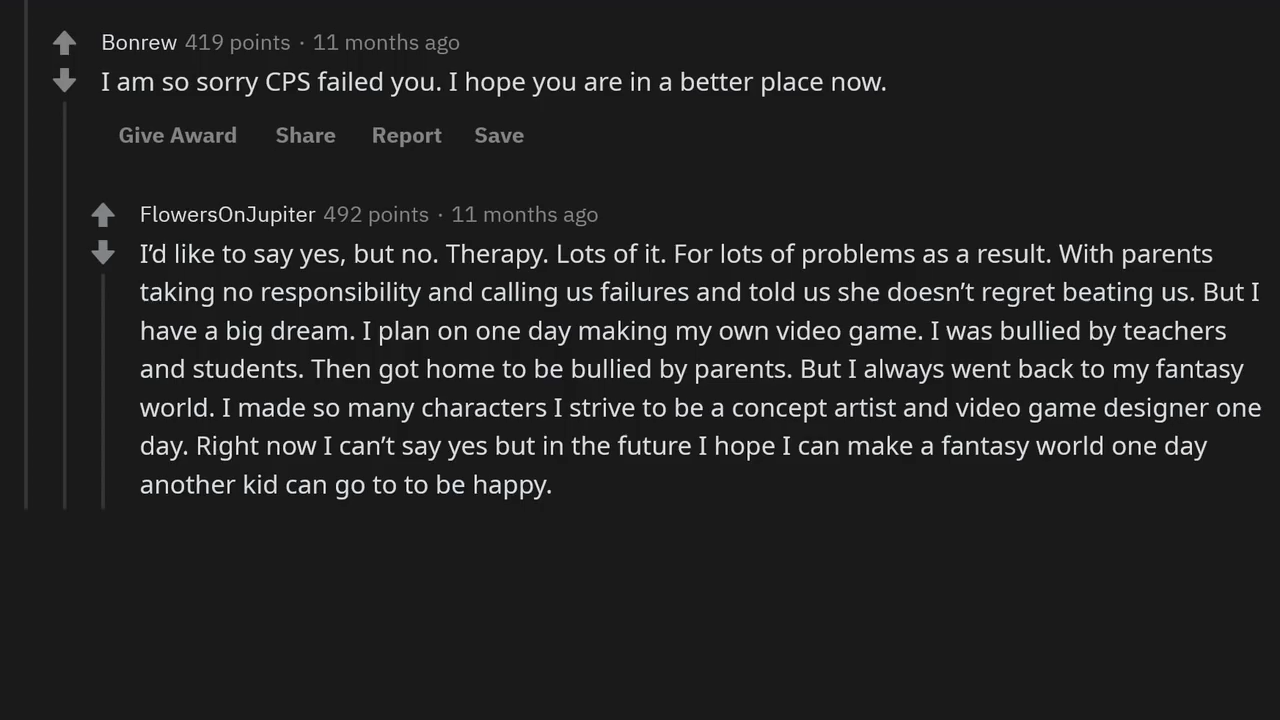 Bonrew 419 points · 11 months ago
I am so sorry CPS failed you. I hope you are in a better place now.
Give Award Share Report Save
FlowersOnJupiter 492 points · 11 months ago
I’d like to say yes, but no. Therapy. Lots of it. For lots of problems as a result. With parents
taking no responsibility and calling us failures and told us she doesn’t regret beating us. But I
have a big dream. I plan on one day making my own video game. I was bullied by teachers
and students. Then got home to be bullied by parents. But I always went back to my fantasy
world. I made so many characters I strive to be a concept artist and video game designer one
day. Right now I can’t say yes but in the future I hope I can make a fantasy world one day
another kid can go to to be happy.